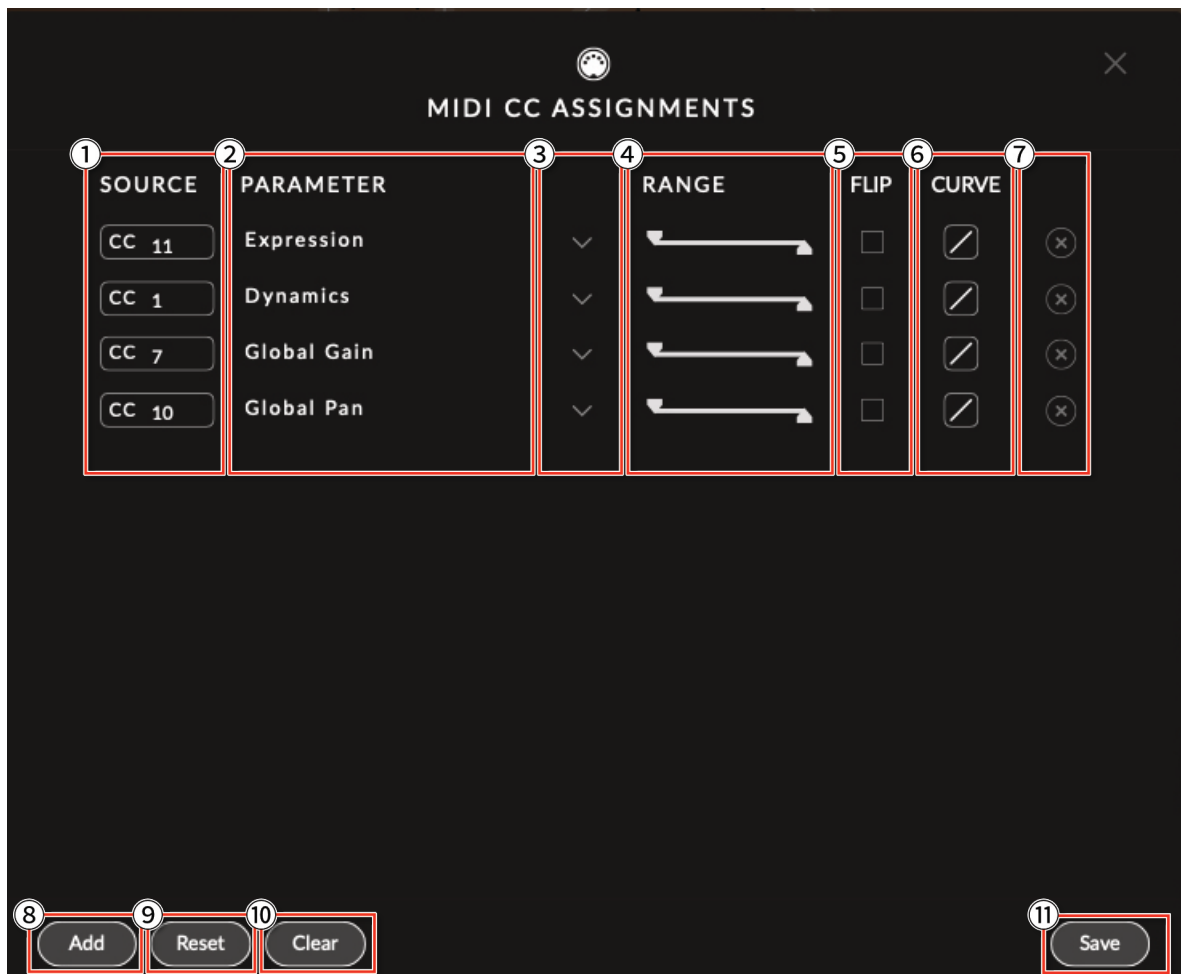 MIDI CC ASSIGNMENTS
① ② ③ ④ ⑤ ⑥ ⑦
SOURCE PARAMETER RANGE FLIP CURVE
CC 11 Expression
CC 1 Dynamics
CC 7 Global Gain
CC 10 Global Pan
⑧ ⑨ ⑩ ⑪
Add Reset Clear Save